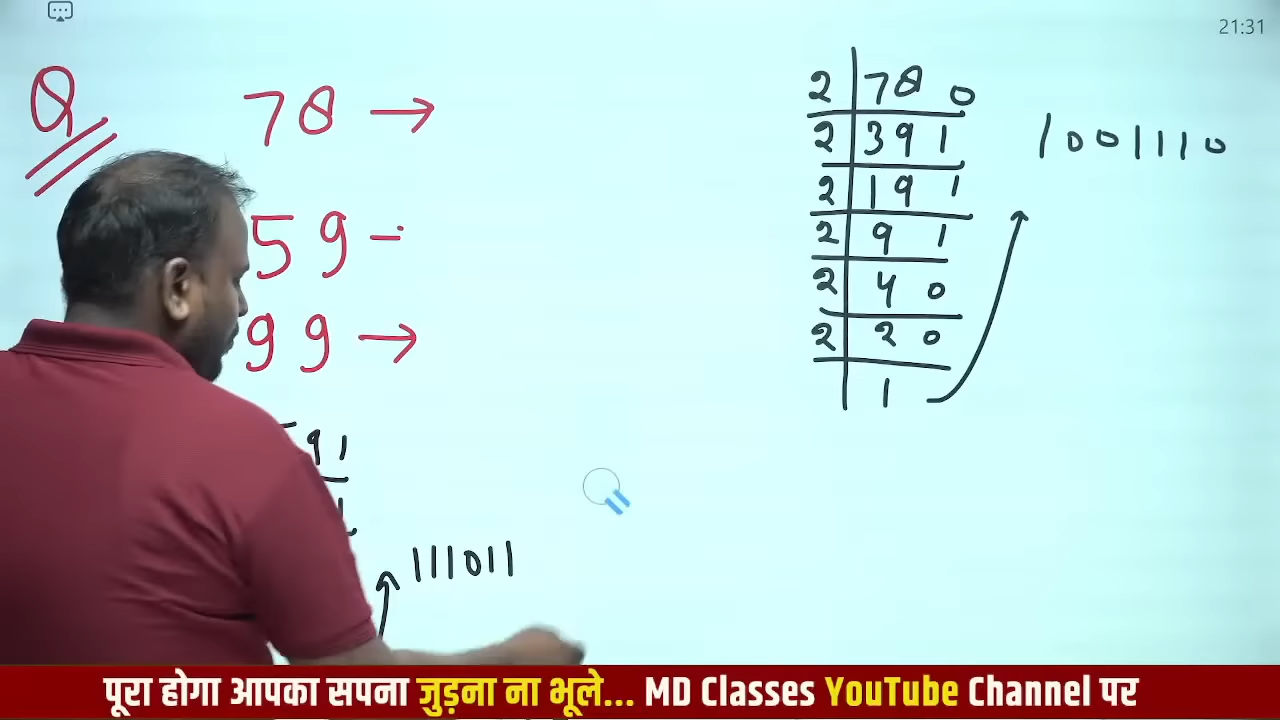 21:31
Q
78 →
59 -
99 →
2 78 0
2 39 1
2 19 1
2 9 1
2 4 0
2 2 0
1
1001110
91
111011
पूरा होगा आपका सपना जुड़ना ना भूले... MD Classes YouTube Channel पर